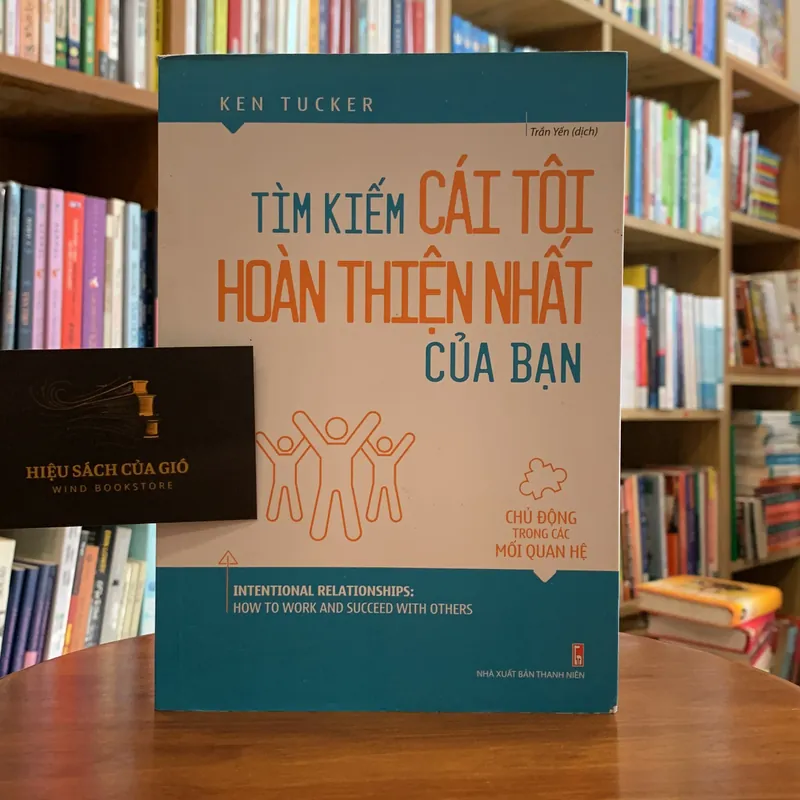 KEN TUCKER
Trần Yến (dịch)
TÌM KIẾM CÁI TÔI
HOÀN THIỆN NHẤT
CỦA BẠN
HIỆU SÁCH CỦA GIÓ
WIND BOOKSTORE
CHỦ ĐỘNG
TRONG CÁC
MỐI QUAN HỆ
INTENTIONAL RELATIONSHIPS:
HOW TO WORK AND SUCCEED WITH OTHERS
NHÀ XUẤT BẢN THANH NIÊN